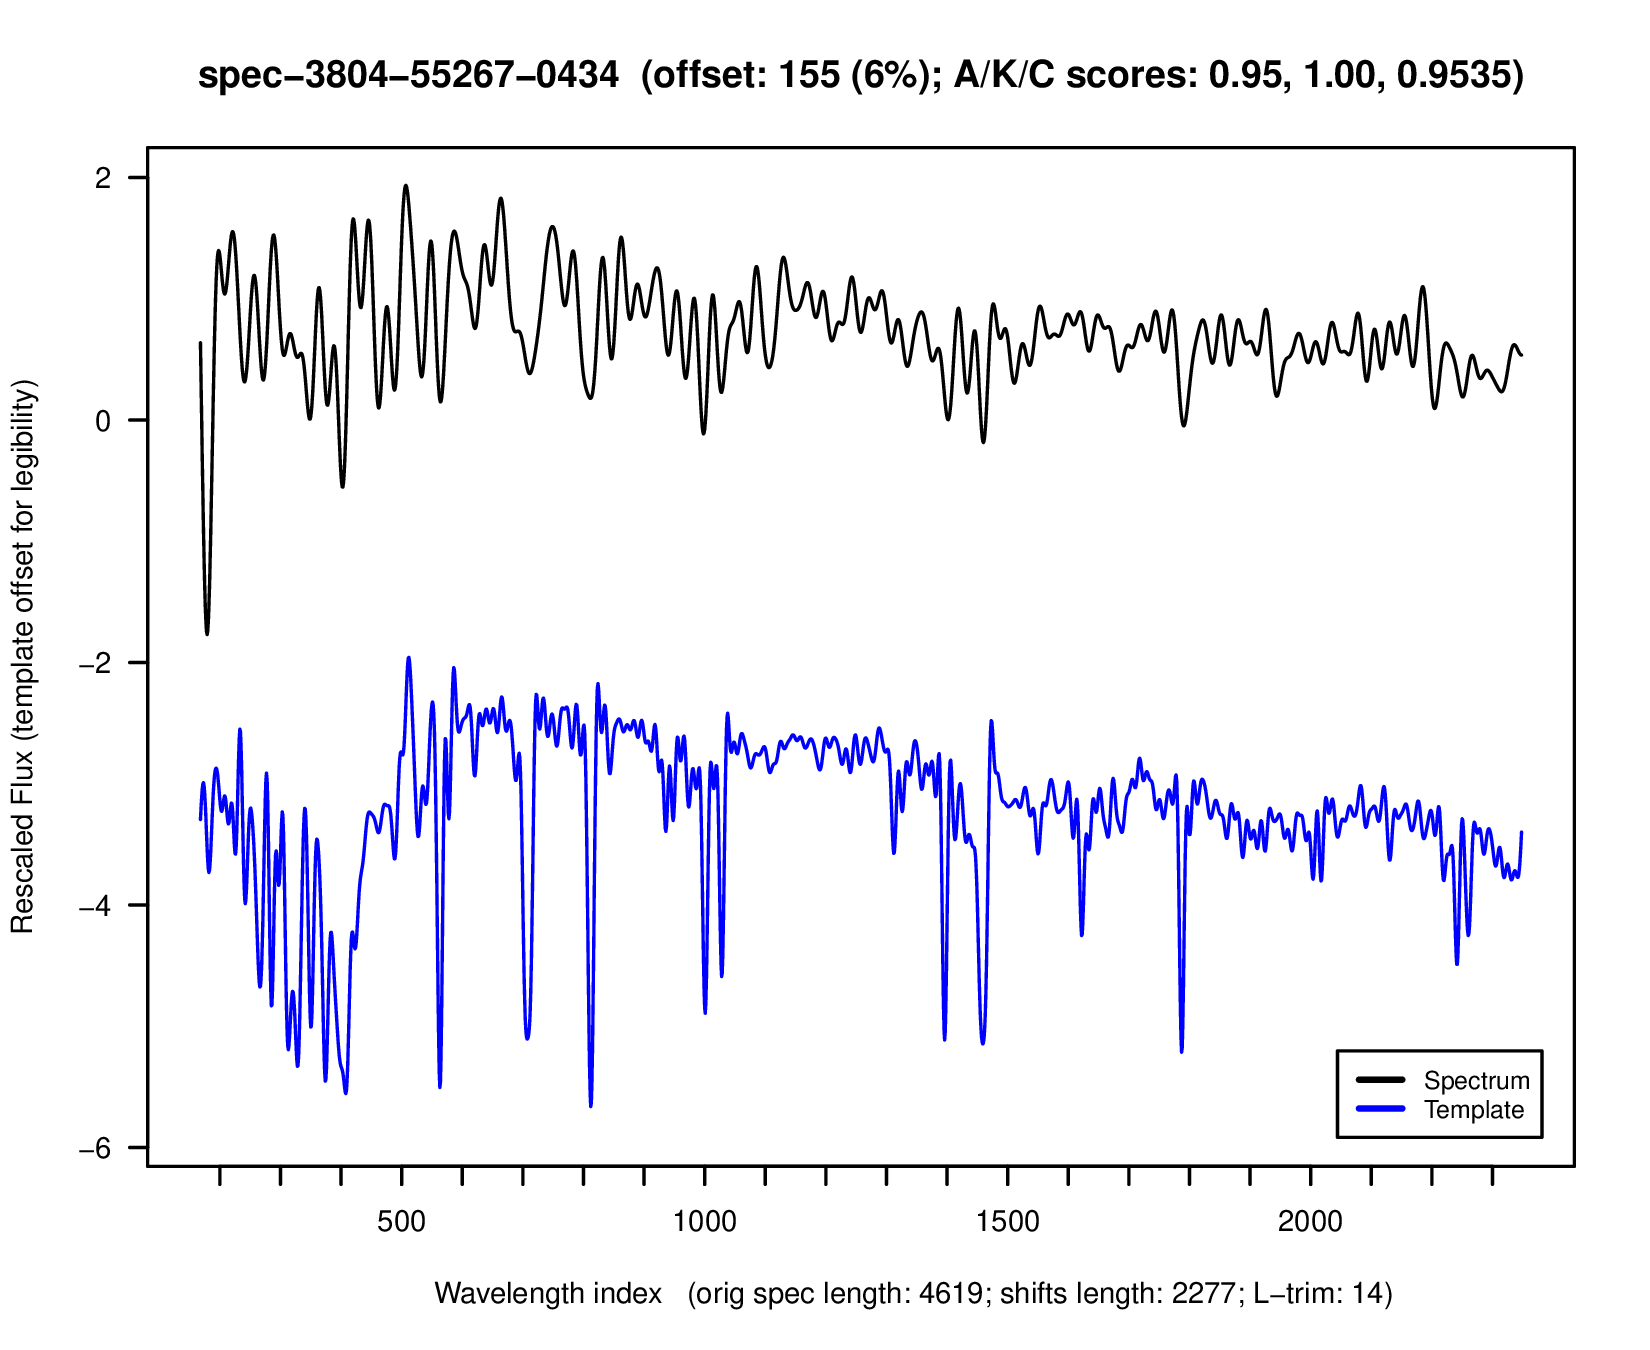 spec−3804−55267−0434 (offset: 155 (6%); A/K/C scores: 0.95, 1.00, 0.9535)
Rescaled Flux (template offset for legibility)
2
0
−2
−4
−6
Spectrum
Template
500 1000 1500 2000
Wavelength index (orig spec length: 4619; shifts length: 2277; L−trim: 14)